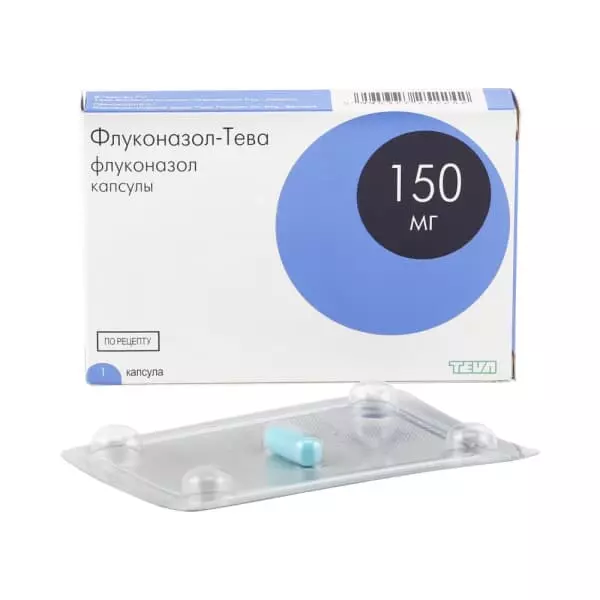 Флуконазол-Тева
флуконазол
капсулы
150
мг
ПО РЕЦЕПТУ
1 капсула
TEVA